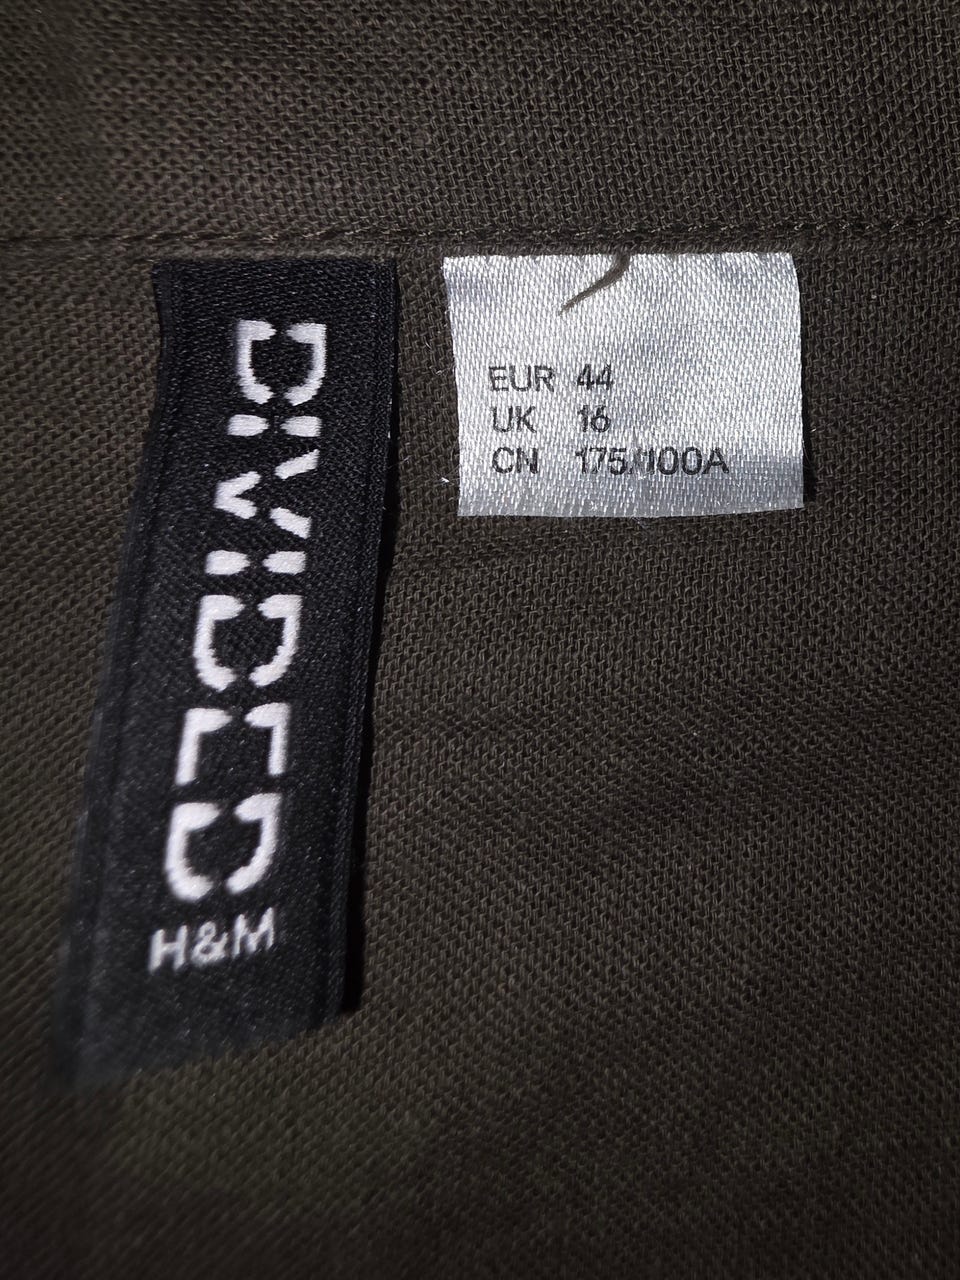 DIVIDED
H&M
EUR 44
UK 16
CN 175/100A